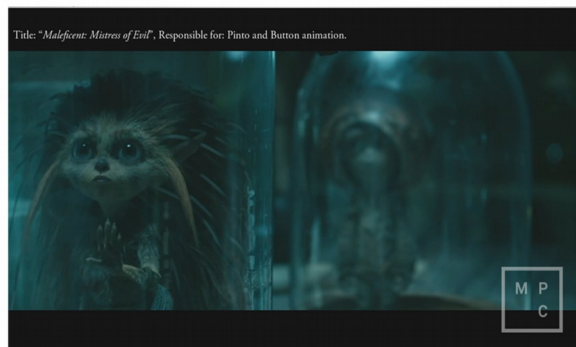 Title: “Maleficent: Mistress of Evil”, Responsible for: Pinto and Button animation.
M P
C